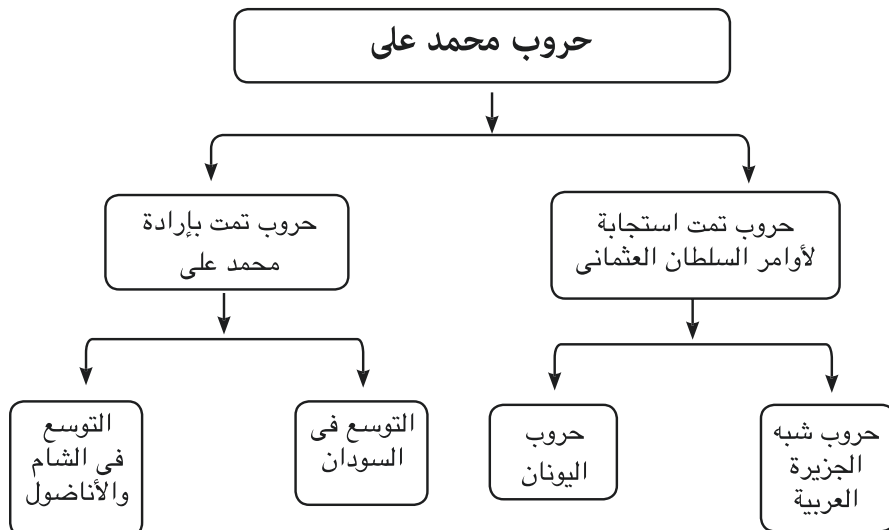 حروب محمد على
حروب تمت استجابة
لأوامر السلطان العثمانى
حروب تمت بإرادة
محمد على
حروب شبه
الجزيرة
العربية
حروب
اليونان
التوسع فى
السودان
التوسع
فى الشام
والأناضول